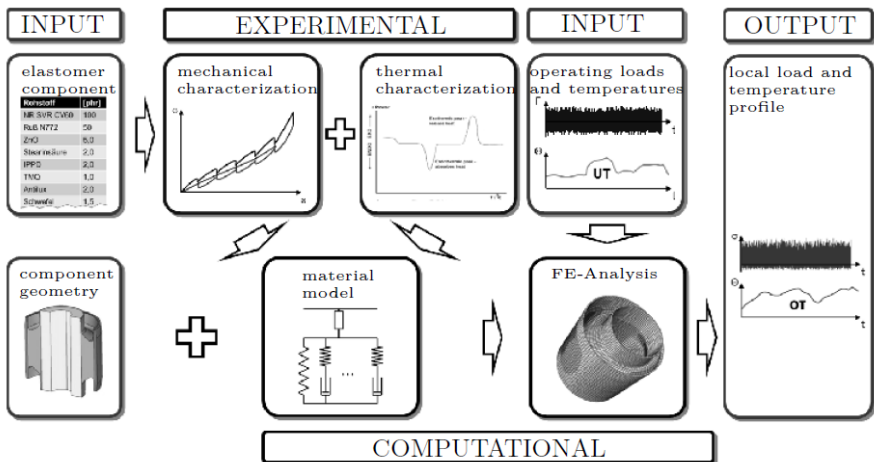 INPUT
EXPERIMENTAL
INPUT
OUTPUT
elastomer
component
Rohstoff [phr]
NR SVR CV60 100
Ruß N772 50
ZnO 5,0
Stearinsäure 2,0
IPPD 2,0
TMQ 1,0
Antilux 2,0
Schwefel 1,5
mechanical
characterization
σ
thermal
characterization
operating loads
and temperatures
t
Θ
UT
local load and
temperature
profile
σ
t
Θ
OT
t
component
geometry
material
model
...
FE-Analysis
COMPUTATIONAL